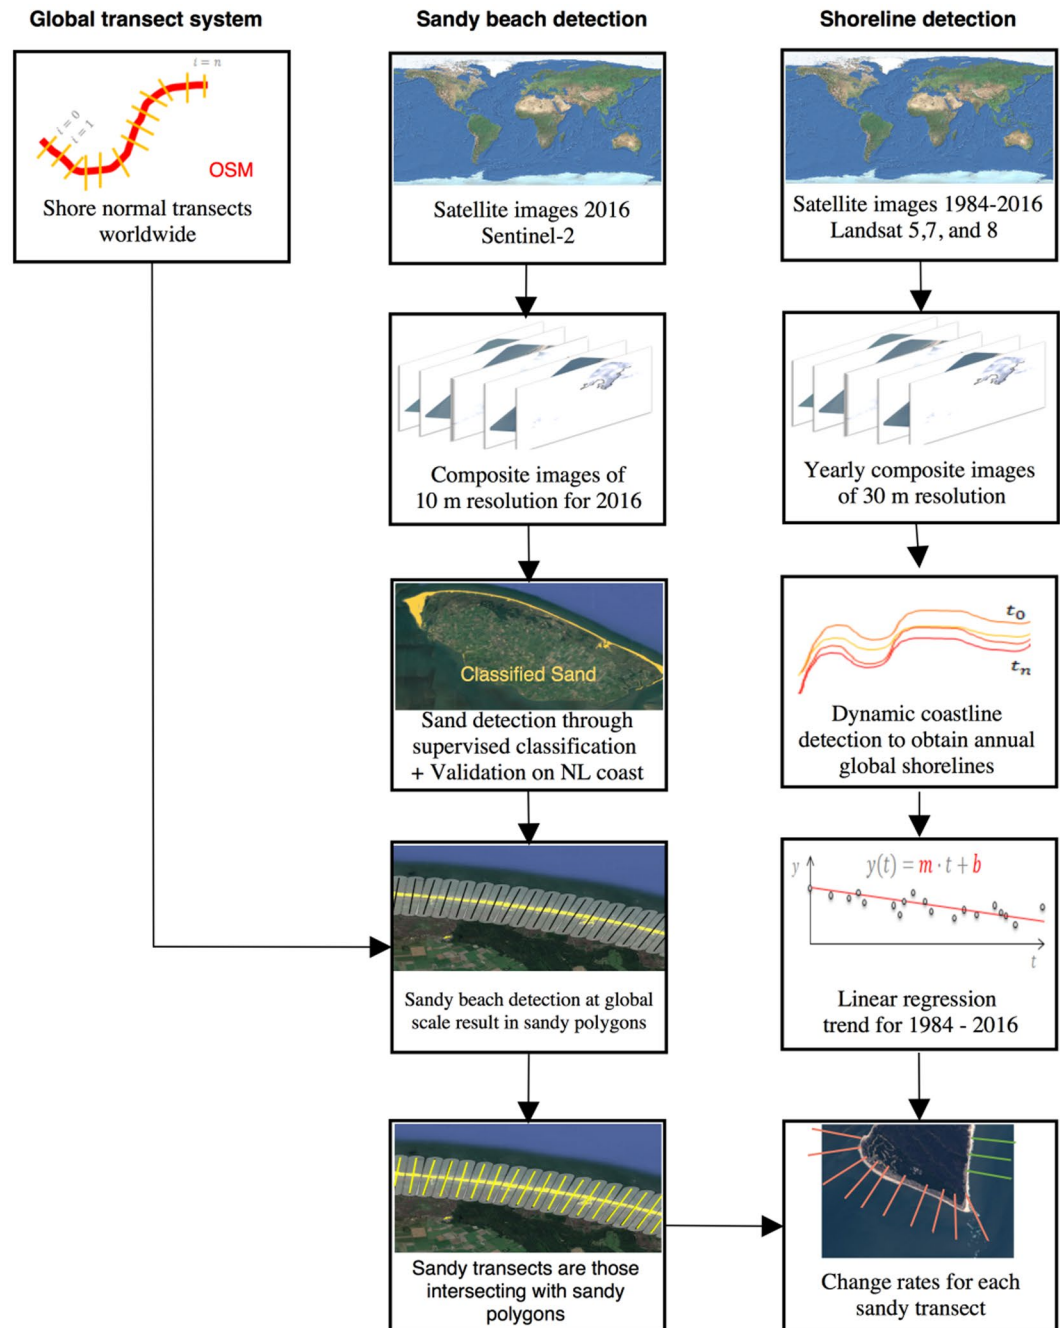 Global transect system
i = 0
i = 1
i = n
OSM
Shore normal transects
worldwide
Sandy beach detection
Satellite images 2016
Sentinel-2
Composite images of
10 m resolution for 2016
Classified Sand
Sand detection through
supervised classification
+ Validation on NL coast
Sandy beach detection at global
scale result in sandy polygons
Sandy transects are those
intersecting with sandy
polygons
Shoreline detection
Satellite images 1984-2016
Landsat 5,7, and 8
Yearly composite images
of 30 m resolution
t₀
tₙ
Dynamic coastline
detection to obtain annual
global shorelines
y
y(t) = m · t + b
t
Linear regression
trend for 1984 - 2016
Change rates for each
sandy transect